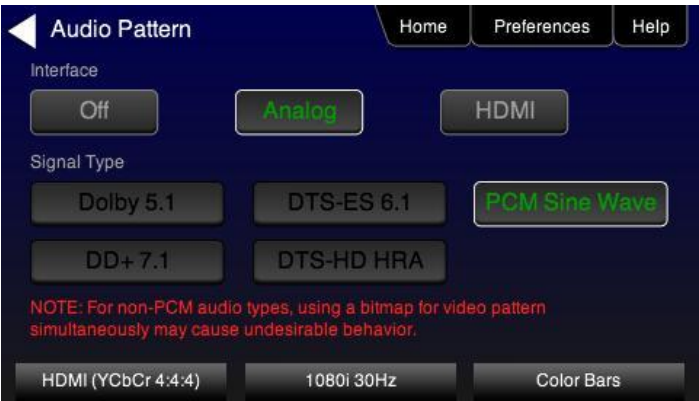 Audio Pattern
Home
Preferences
Help
Interface
Off
Analog
HDMI
Signal Type
Dolby 5.1
DTS-ES 6.1
PCM Sine Wave
DD+ 7.1
DTS-HD HRA
NOTE: For non-PCM audio types, using a bitmap for video pattern
simultaneously may cause undesirable behavior.
HDMI (YCbCr 4:4:4)
1080i 30Hz
Color Bars